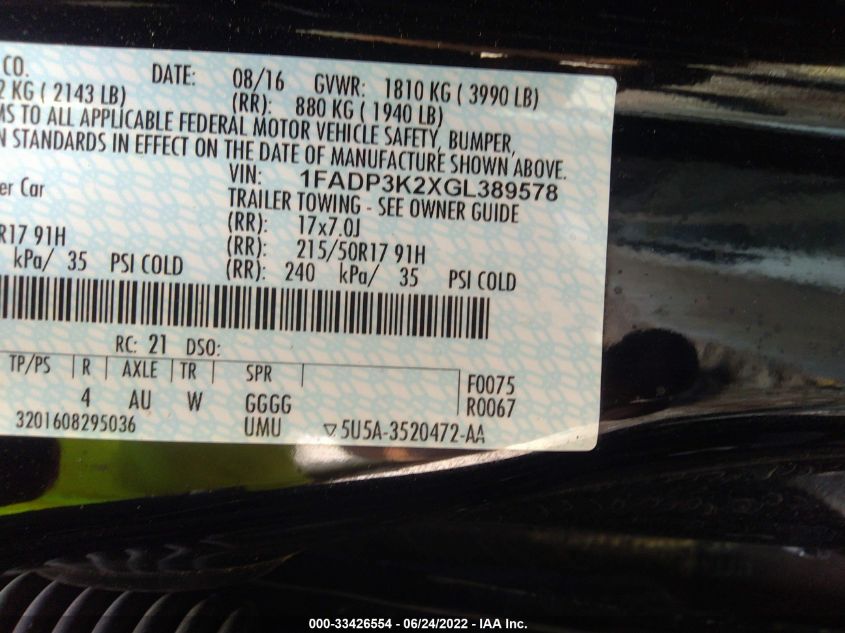 CO. DATE: 08/16 GVWR: 1810 KG ( 3990 LB)
2 KG ( 2143 LB) (RR): 880 KG ( 1940 LB)
MS TO ALL APPLICABLE FEDERAL MOTOR VEHICLE SAFETY, BUMPER,
N STANDARDS IN EFFECT ON THE DATE OF MANUFACTURE SHOWN ABOVE.
VIN: 1FADP3K2XGL389578
er Car TRAILER TOWING - SEE OWNER GUIDE
(RR): 17x7.0J
R17 91H (RR): 215/50R17 91H
kPa/ 35 PSI COLD (RR): 240 kPa/ 35 PSI COLD
RC: 21 DSO:
TP/PS R AXLE TR SPR F0075
4 AU W GGGG R0067
3201608295036 UMU ▽5U5A-3520472-AA
000-33426554 - 06/24/2022 - IAA Inc.